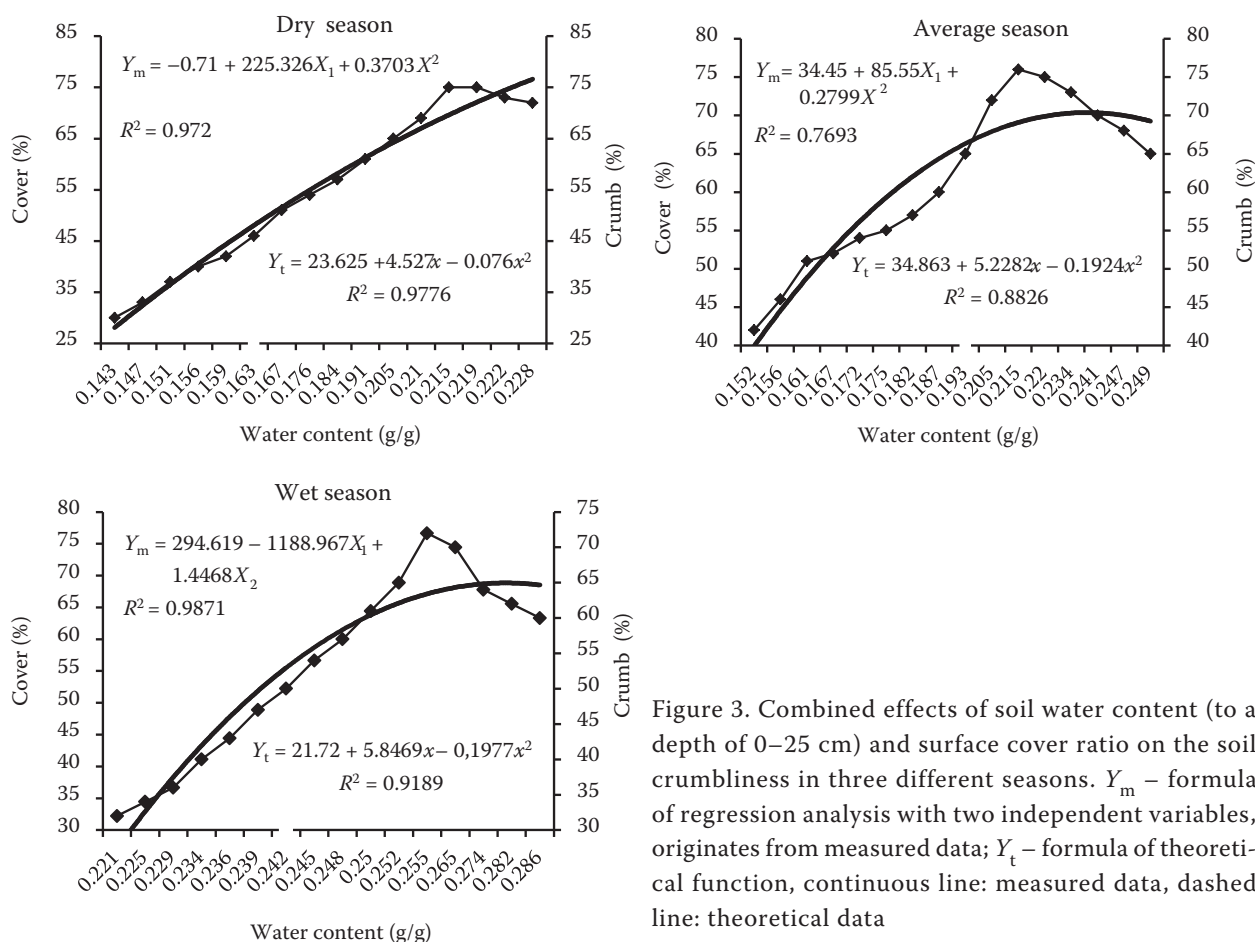 Dry season
Y_m = −0.71 + 225.326X_1 + 0.3703X^2
R^2 = 0.972
Y_t = 23.625 +4.527x − 0.076x^2
R^2 = 0.9776
85
75
65
55
45
35
25
Cover (%)
85
75
65
55
45
35
25
Crumb (%)
0.143 0.147 0.151 0.156 0.159 0.163 0.167 0.176 0.184 0.191 0.205 0.21 0.215 0.219 0.222 0.228
Water content (g/g)
Average season
Y_m = 34.45 + 85.55X_1 +
0.2799X^2
R^2 = 0.7693
Y_t = 34.863 + 5.2282x − 0.1924x^2
R^2 = 0.8826
80
75
70
65
60
55
50
45
40
Cover (%)
80
75
70
65
60
55
50
45
40
Crumb (%)
0.152 0.156 0.161 0.167 0.172 0.175 0.182 0.187 0.193 0.205 0.215 0.22 0.234 0.241 0.247 0.249
Water content (g/g)
Wet season
Y_m = 294.619 − 1188.967X_1 +
1.4468X_2
R^2 = 0.9871
Y_t = 21.72 + 5.8469x − 0,1977x^2
R^2 = 0.9189
80
75
70
65
60
55
50
45
40
35
30
Cover (%)
75
70
65
60
55
50
45
40
35
30
Crumb (%)
0.221 0.225 0.229 0.234 0.236 0.239 0.242 0.245 0.248 0.25 0.252 0.255 0.265 0.274 0.282 0.286
Water content (g/g)
Figure 3. Combined effects of soil water content (to a
depth of 0–25 cm) and surface cover ratio on the soil
crumbliness in three different seasons. Y_m – formula
of regression analysis with two independent variables,
originates from measured data; Y_t – formula of theoreti-
cal function, continuous line: measured data, dashed
line: theoretical data